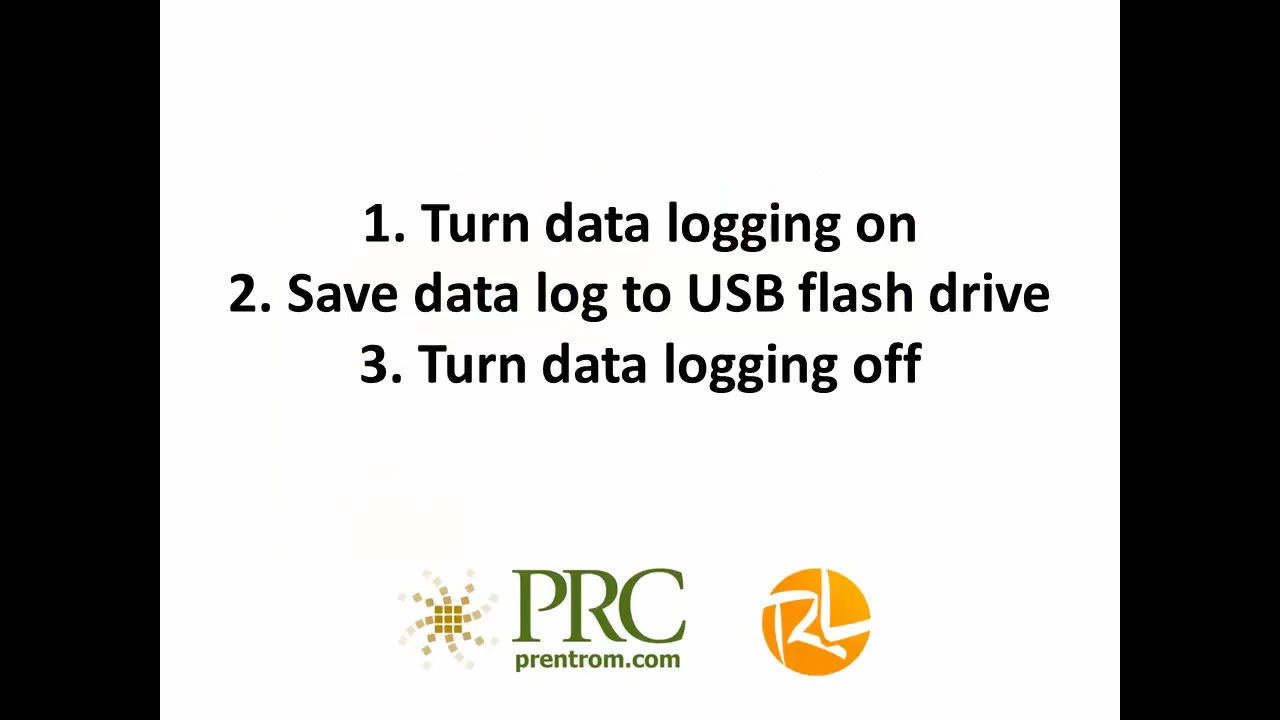 1. Turn data logging on
2. Save data log to USB flash drive
3. Turn data logging off
PRC
prentrom.com
RL